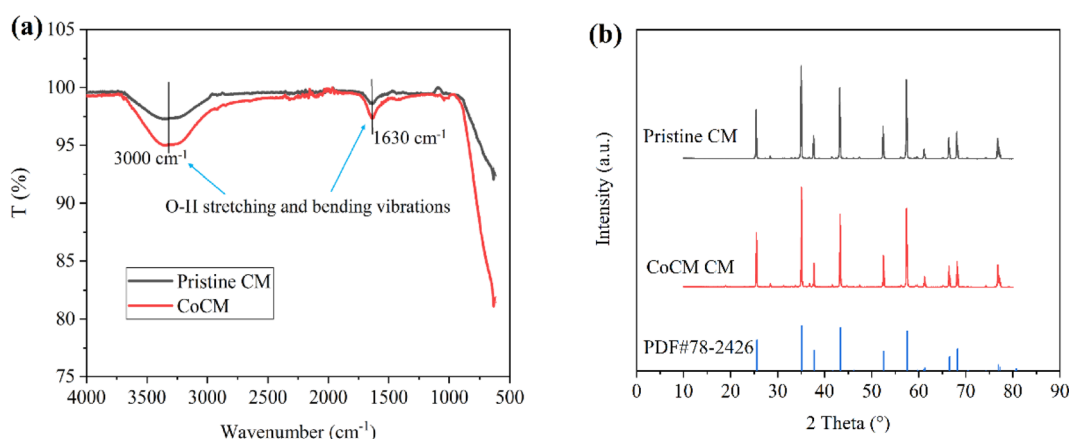 (a)
105
100
95
90
85
80
75
T (%)
3000 cm-1
1630 cm-1
O-II stretching and bending vibrations
Pristine CM
CoCM
4000 3500 3000 2500 2000 1500 1000 500
Wavenumber (cm-1)
(b)
Intensity (a.u.)
Pristine CM
CoCM CM
PDF#78-2426
0 10 20 30 40 50 60 70 80 90
2 Theta (°)